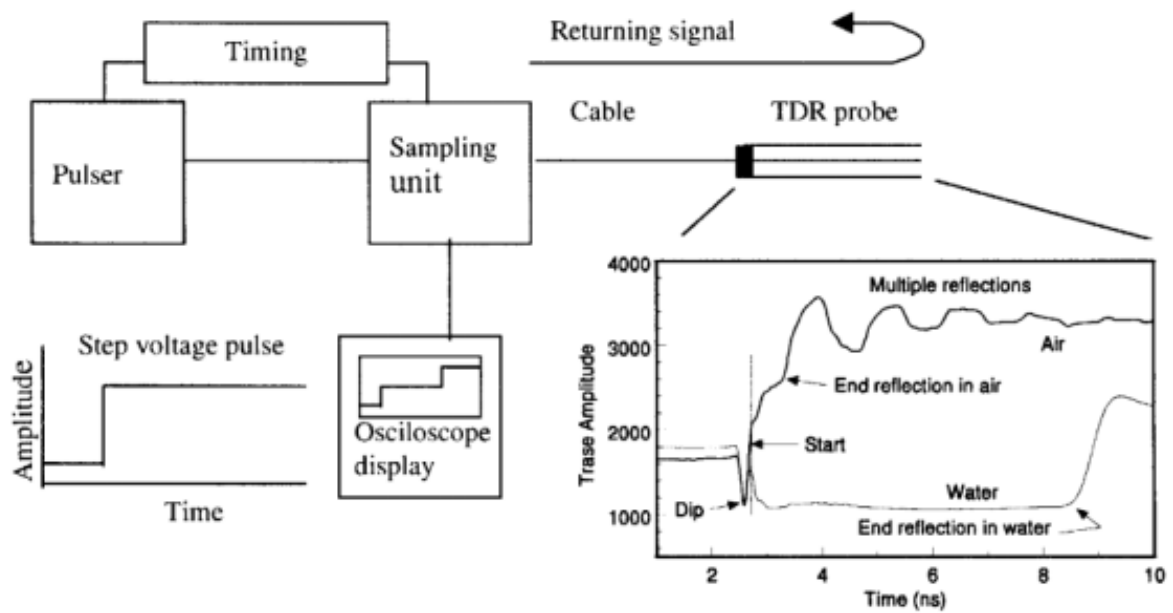 Timing
Returning signal
Pulser
Sampling
unit
Cable
TDR probe
Step voltage pulse
Amplitude
Time
Osciloscope
display
4000
3000
2000
1000
Trase Amplitude
Multiple reflections
Air
End reflection in air
Start
Dip
Water
End reflection in water
2
4
6
8
10
Time (ns)